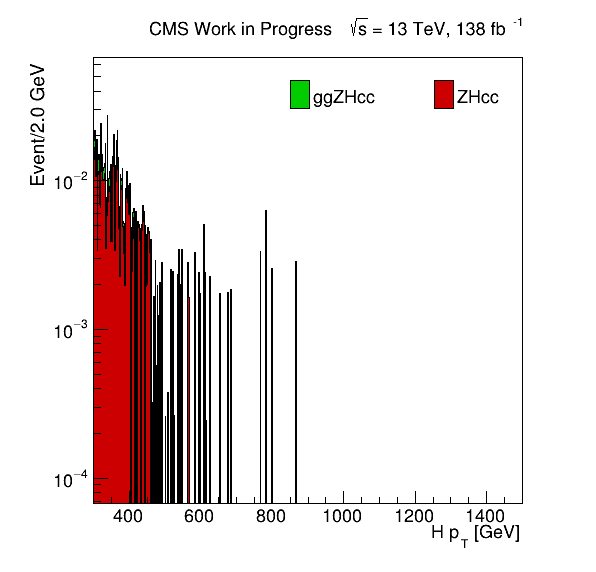 CMS Work in Progress √s = 13 TeV, 138 fb⁻¹
Event/2.0 GeV
ggZHcc ZHcc
10⁻²
10⁻³
10⁻⁴
400 600 800 1000 1200 1400
H p_T [GeV]